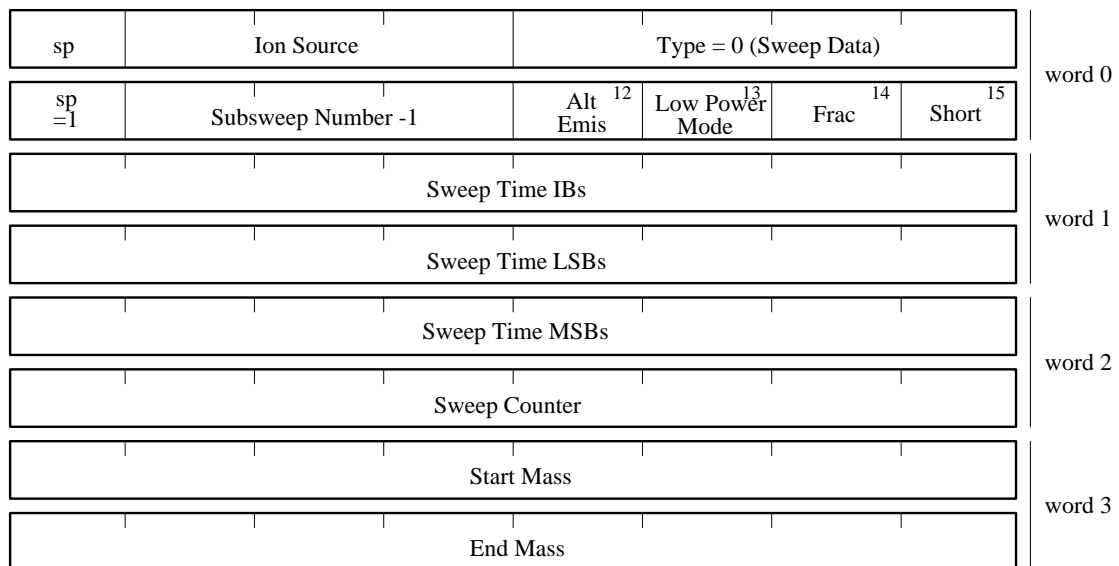 sp Ion Source Type = 0 (Sweep Data)
word 0
sp =1 Subsweep Number -1 Alt Emis 12 Low Power Mode 13 Frac 14 Short 15
Sweep Time IBs
word 1
Sweep Time LSBs
Sweep Time MSBs
word 2
Sweep Counter
Start Mass
word 3
End Mass